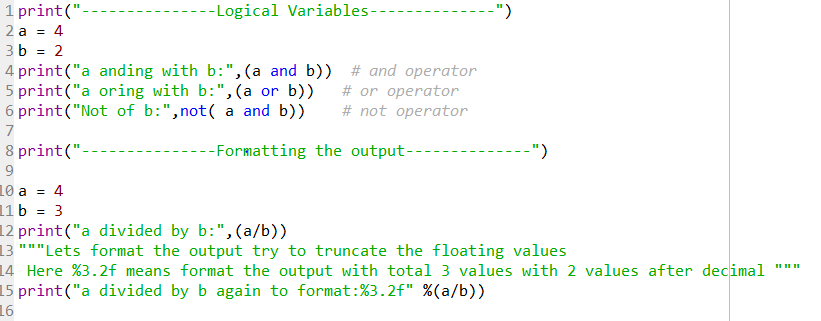 1 print("---------------Logical Variables--------------")
2 a = 4
3 b = 2
4 print("a anding with b:",(a and b))  # and operator
5 print("a oring with b:",(a or b))   # or operator
6 print("Not of b:",not( a and b))    # not operator
7
8 print("---------------Formatting the output--------------")
9
10 a = 4
11 b = 3
12 print("a divided by b:",(a/b))
13 """Lets format the output try to truncate the floating values
14  Here %3.2f means format the output with total 3 values with 2 values after decimal """
15 print("a divided by b again to format:%3.2f" %(a/b))
16